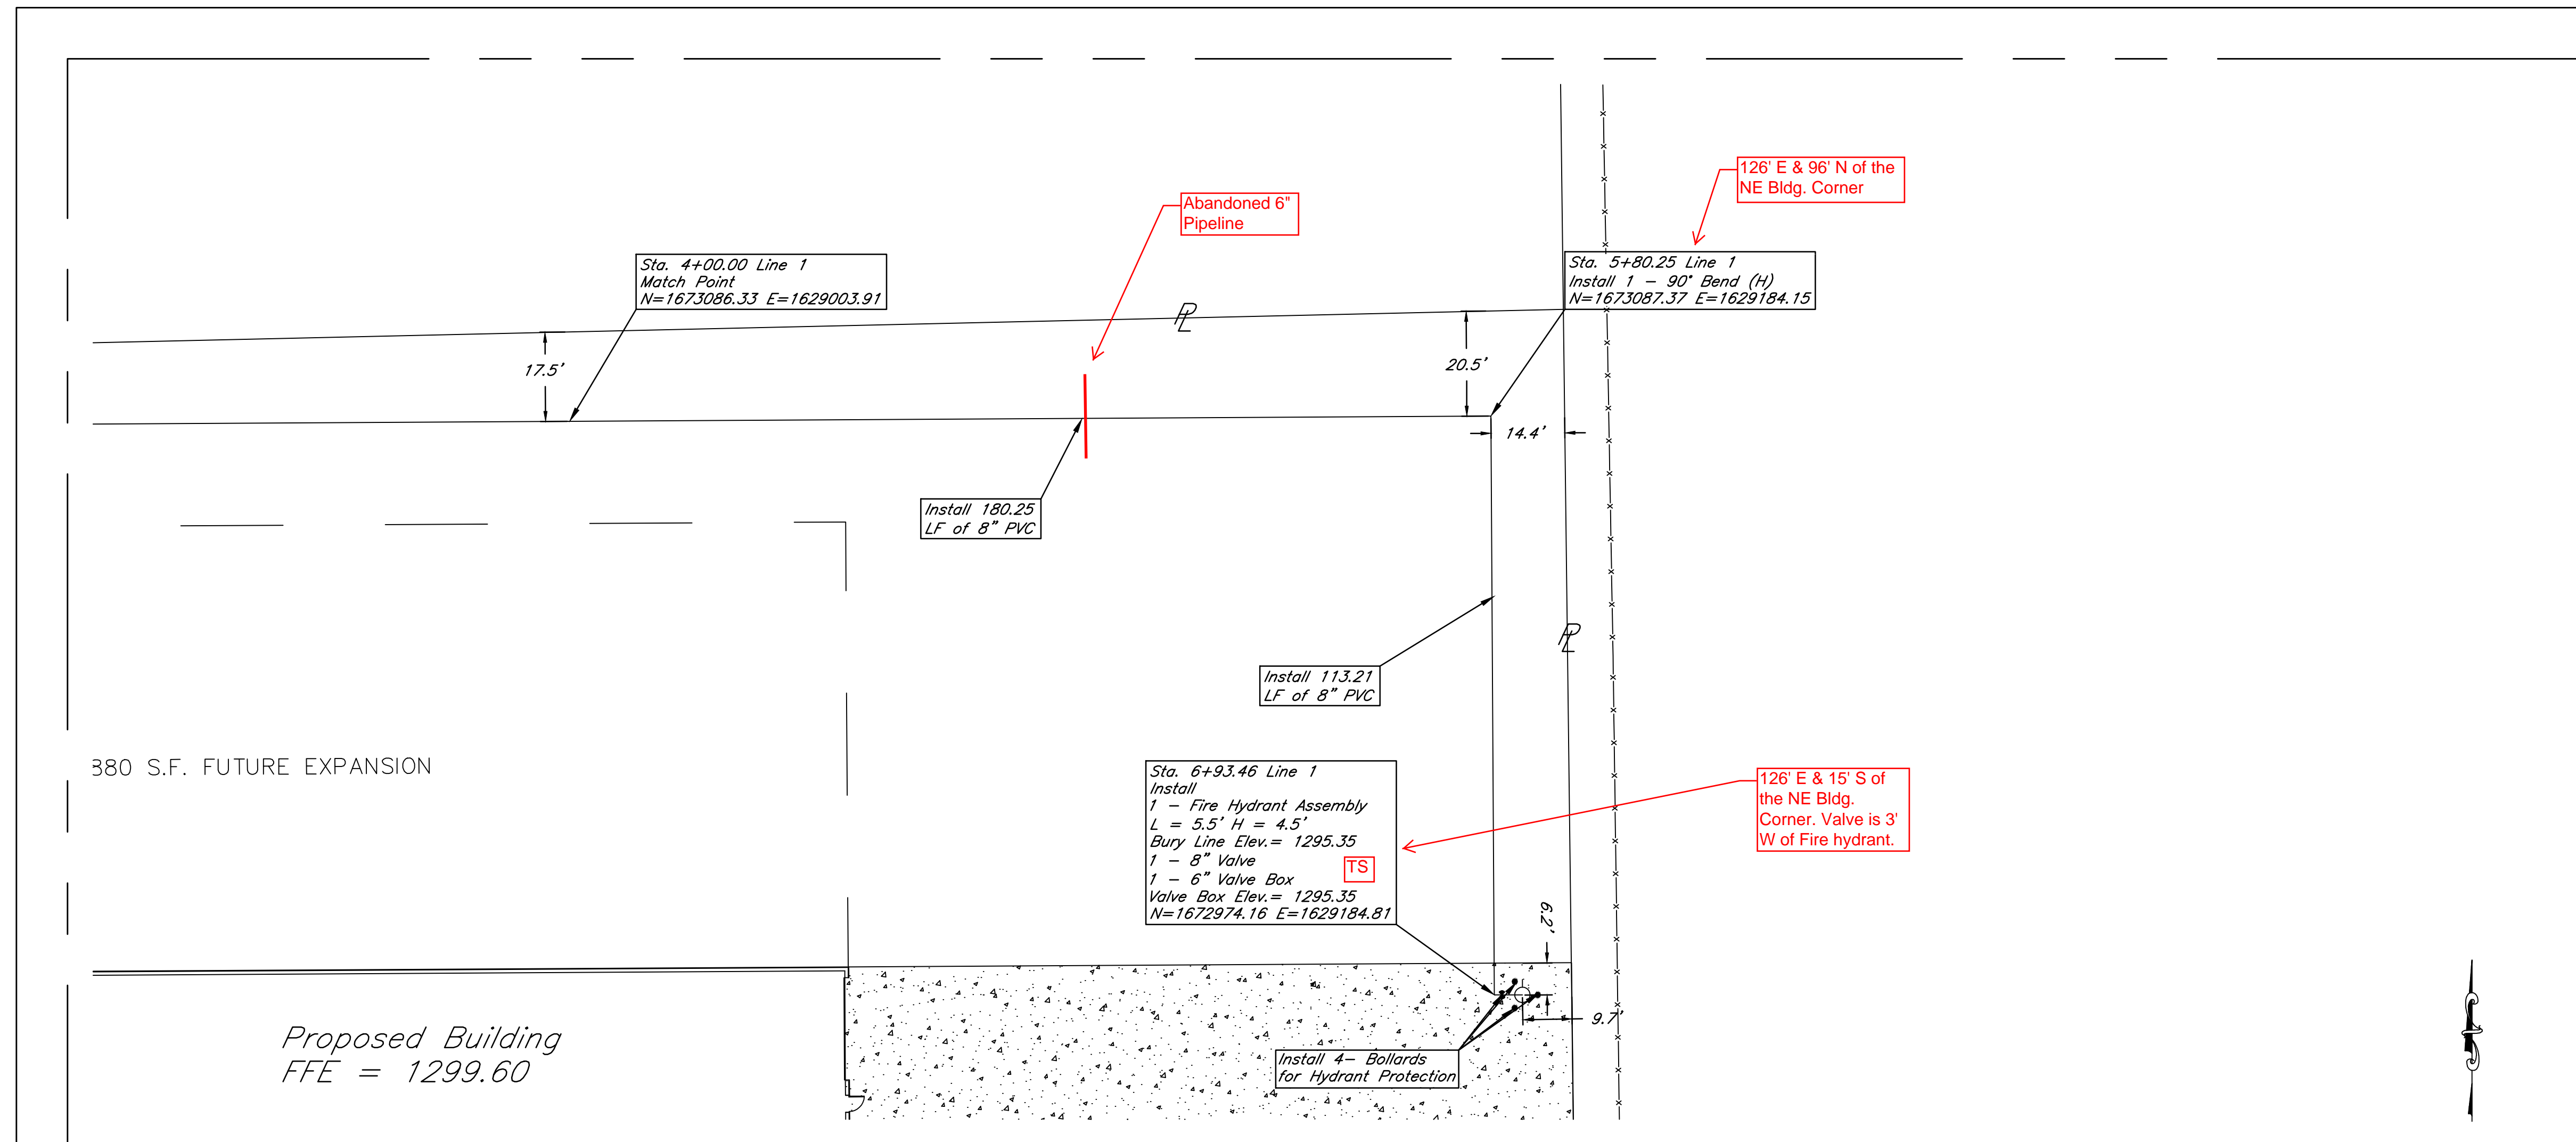 126' E & 96' N of the
NE Bldg. Corner
Abandoned 6"
Pipeline
Sta. 4+00.00 Line 1
Match Point
N=1673086.33 E=1629003.91
Sta. 5+80.25 Line 1
Install 1 - 90° Bend (H)
N=1673087.37 E=1629184.15
PL
17.5'
20.5'
14.4'
Install 180.25
LF of 8" PVC
PL
Install 113.21
LF of 8" PVC
380 S.F. FUTURE EXPANSION
Sta. 6+93.46 Line 1
Install
1 - Fire Hydrant Assembly
L = 5.5' H = 4.5'
Bury Line Elev.= 1295.35
1 - 8" Valve
1 - 6" Valve Box
Valve Box Elev.= 1295.35
N=1672974.16 E=1629184.81
TS
126' E & 15' S of
the NE Bldg.
Corner. Valve is 3'
W of Fire hydrant.
6.2'
9.7'
Proposed Building
FFE = 1299.60
Install 4- Bollards
for Hydrant Protection